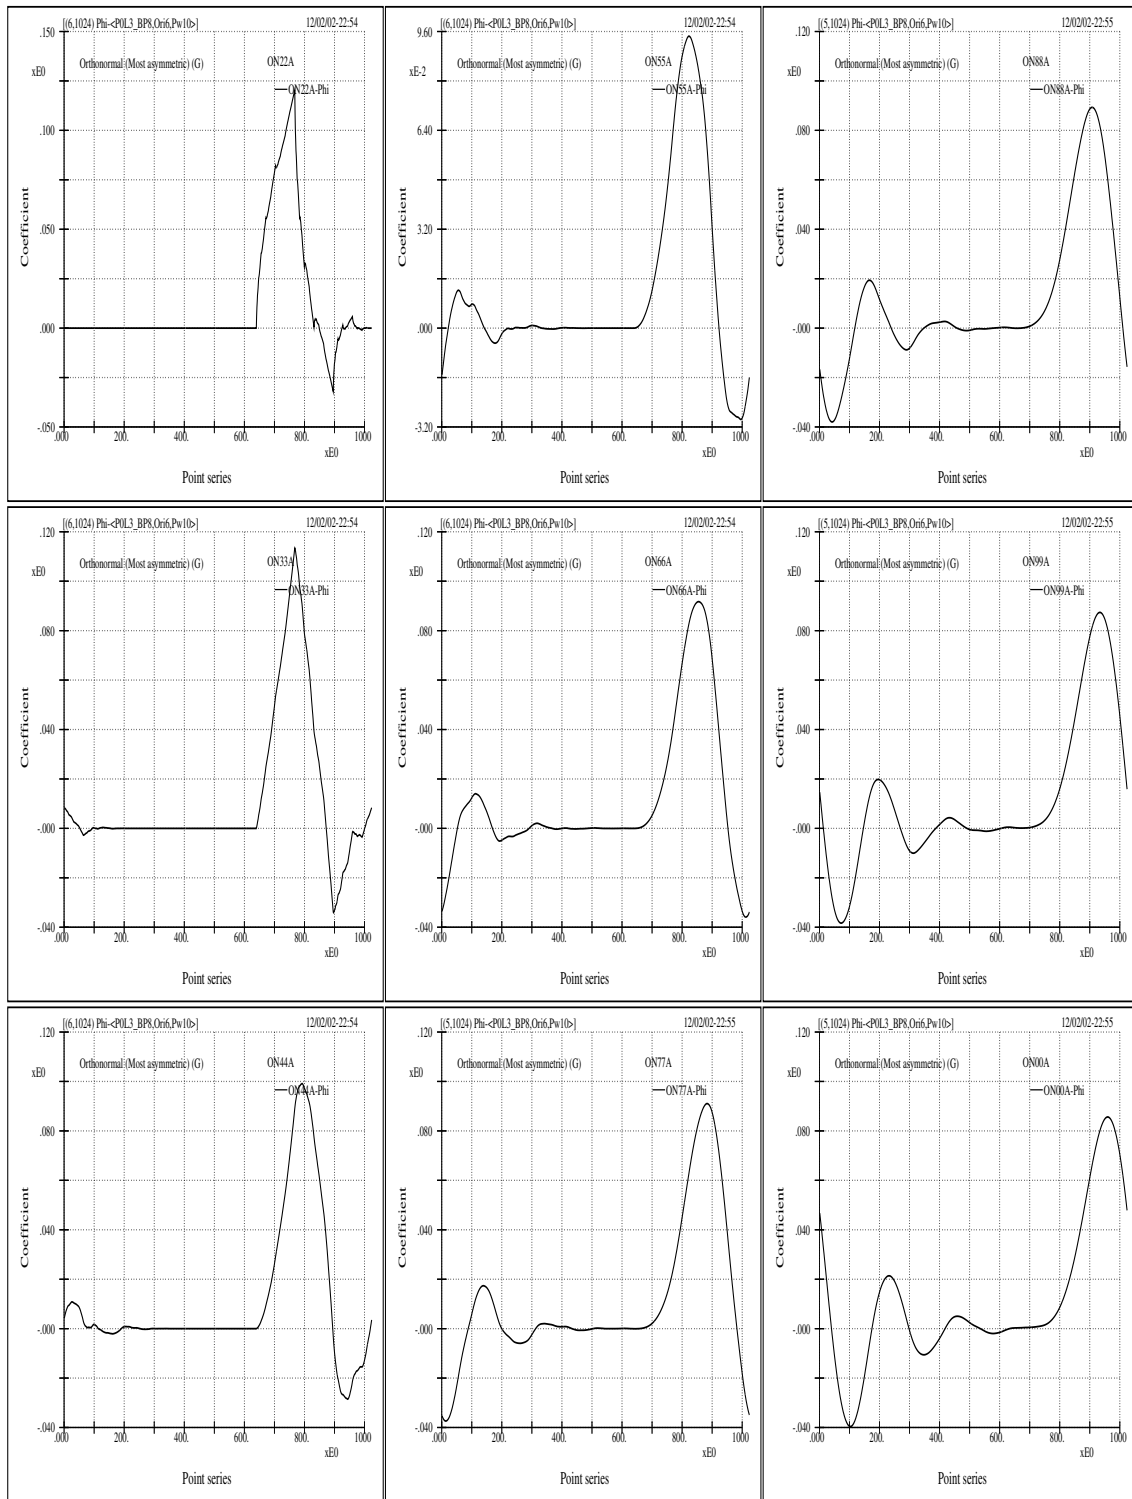 [(6,1024) Phi-<P0L3_BP8,Ori6,Pw10>] 12/02/02-22:54
.150
xE0
Orthonormal (Most asymmetric) (G) ON22A
ON22A-Phi
.100
.050
.000
-.050
Coefficient
.000 200. 400. 600. 800. 1000
xE0
Point series
[(6,1024) Phi-<P0L3_BP8,Ori6,Pw10>] 12/02/02-22:54
9.60
xE-2
Orthonormal (Most asymmetric) (G) ON55A
ON55A-Phi
6.40
3.20
.000
-3.20
Coefficient
.000 200. 400. 600. 800. 1000
xE0
Point series
[(5,1024) Phi-<P0L3_BP8,Ori6,Pw10>] 12/02/02-22:55
.120
xE0
Orthonormal (Most asymmetric) (G) ON88A
ON88A-Phi
.080
.040
-.000
-.040
Coefficient
.000 200. 400. 600. 800. 1000
xE0
Point series
[(6,1024) Phi-<P0L3_BP8,Ori6,Pw10>] 12/02/02-22:54
.120
xE0
Orthonormal (Most asymmetric) (G) ON33A
ON33A-Phi
.080
.040
-.000
-.040
Coefficient
.000 200. 400. 600. 800. 1000
xE0
Point series
[(6,1024) Phi-<P0L3_BP8,Ori6,Pw10>] 12/02/02-22:54
.120
xE0
Orthonormal (Most asymmetric) (G) ON66A
ON66A-Phi
.080
.040
-.000
-.040
Coefficient
.000 200. 400. 600. 800. 1000
xE0
Point series
[(5,1024) Phi-<P0L3_BP8,Ori6,Pw10>] 12/02/02-22:55
.120
xE0
Orthonormal (Most asymmetric) (G) ON99A
ON99A-Phi
.080
.040
-.000
-.040
Coefficient
.000 200. 400. 600. 800. 1000
xE0
Point series
[(6,1024) Phi-<P0L3_BP8,Ori6,Pw10>] 12/02/02-22:54
.120
xE0
Orthonormal (Most asymmetric) (G) ON44A
ON44A-Phi
.080
.040
-.000
-.040
Coefficient
.000 200. 400. 600. 800. 1000
xE0
Point series
[(5,1024) Phi-<P0L3_BP8,Ori6,Pw10>] 12/02/02-22:55
.120
xE0
Orthonormal (Most asymmetric) (G) ON77A
ON77A-Phi
.080
.040
-.000
-.040
Coefficient
.000 200. 400. 600. 800. 1000
xE0
Point series
[(5,1024) Phi-<P0L3_BP8,Ori6,Pw10>] 12/02/02-22:55
.120
xE0
Orthonormal (Most asymmetric) (G) ON00A
ON00A-Phi
.080
.040
-.000
-.040
Coefficient
.000 200. 400. 600. 800. 1000
xE0
Point series